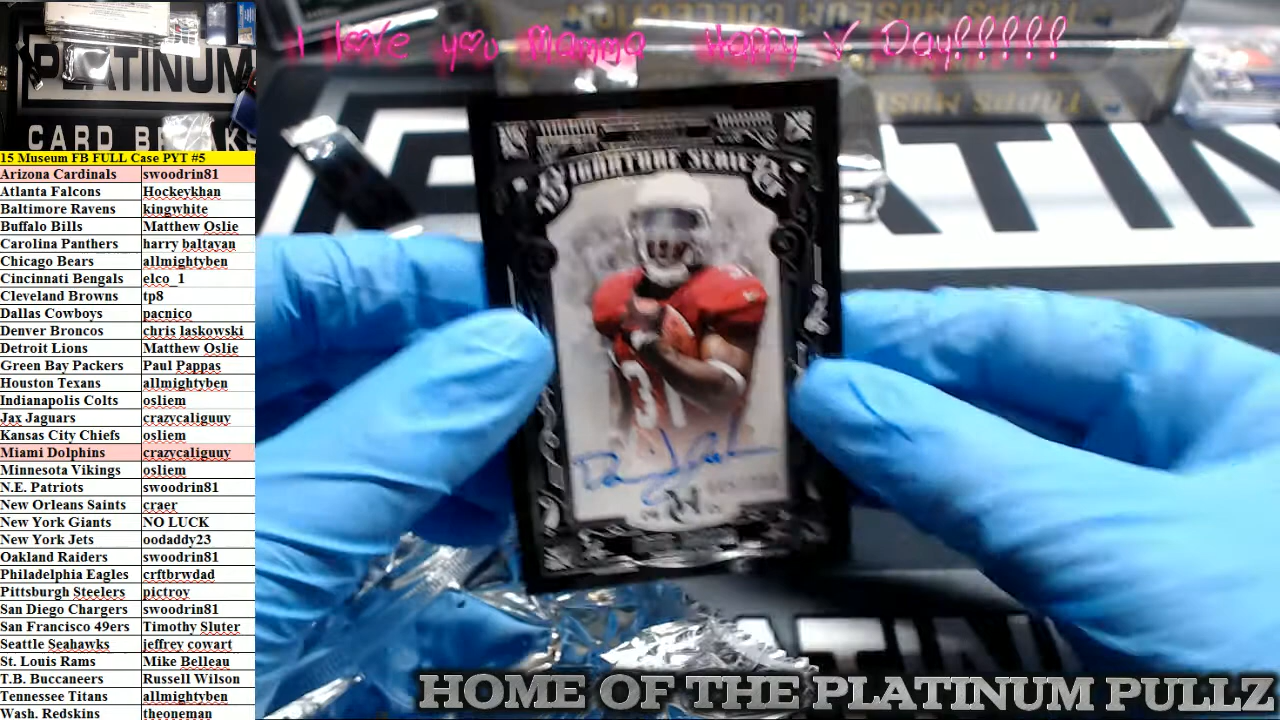 I love you Mamma Happy V Day!!!!!
PLATINUM
CARD BREAKS
15 Museum FB FULL Case PYT #5
Arizona Cardinals swoodrin81
Atlanta Falcons Hockeykhan
Baltimore Ravens kingwhite
Buffalo Bills Matthew Oslie
Carolina Panthers harry baltayan
Chicago Bears allmightyben
Cincinnati Bengals elco_1
Cleveland Browns tp8
Dallas Cowboys pacnico
Denver Broncos chris laskowski
Detroit Lions Matthew Oslie
Green Bay Packers Paul Pappas
Houston Texans allmightyben
Indianapolis Colts osliem
Jax Jaguars crazycaliguuy
Kansas City Chiefs osliem
Miami Dolphins crazycaliguuy
Minnesota Vikings osliem
N.E. Patriots swoodrin81
New Orleans Saints craer
New York Giants NO LUCK
New York Jets oodaddy23
Oakland Raiders swoodrin81
Philadelphia Eagles crftbrwdad
Pittsburgh Steelers pictroy
San Diego Chargers swoodrin81
San Francisco 49ers Timothy Sluter
Seattle Seahawks jeffrey cowart
St. Louis Rams Mike Belleau
T.B. Buccaneers Russell Wilson
Tennessee Titans allmightyben
Wash. Redskins theoneman
SIGNATURE SERIES
31
HOME OF THE PLATINUM PULLZ